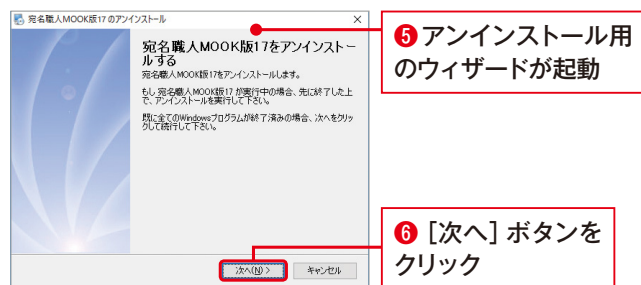 宛名職人MOOK版17 のアンインストール
宛名職人MOOK版17をアンインストー
ルする
宛名職人MOOK版17をアンインストールします。
もし 宛名職人MOOK版17 が実行中の場合、先に終了した上
で、アンインストールを実行して下さい。
既に全てのWindowsプログラムが終了済みの場合、次へをクリッ
クして続行して下さい。
次へ(N) >
キャンセル
❺ アンインストール用
のウィザードが起動
❻［次へ］ボタンを
クリック